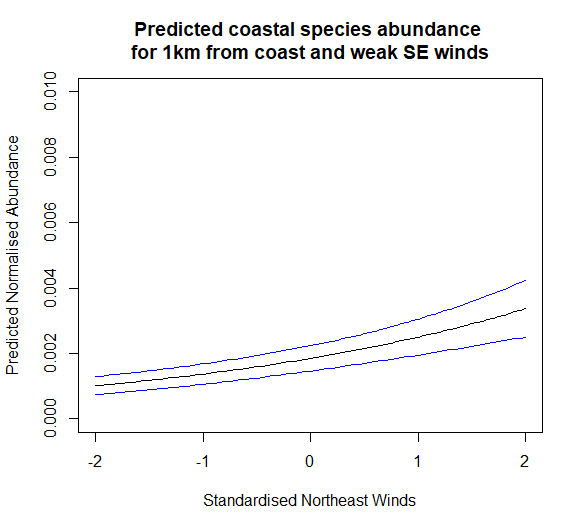 Predicted coastal species abundance
for 1km from coast and weak SE winds
Predicted Normalised Abundance
0.010
0.008
0.006
0.004
0.002
0.000
-2
-1
0
1
2
Standardised Northeast Winds